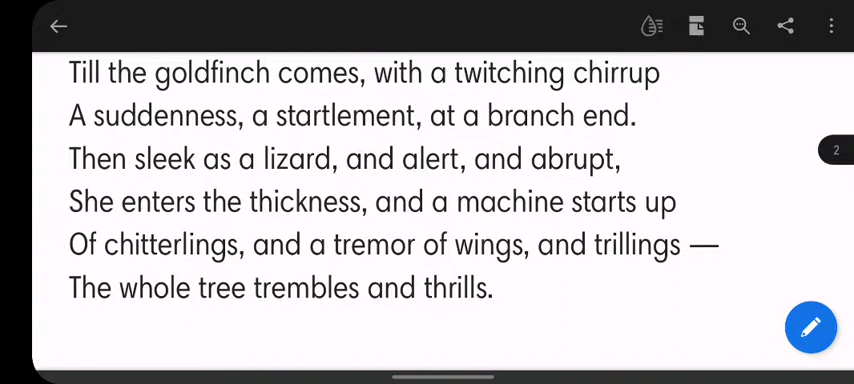 Till the goldfinch comes, with a twitching chirrup
A suddenness, a startlement, at a branch end.
2
Then sleek as a lizard, and alert, and abrupt,
She enters the thickness, and a machine starts up
Of chitterlings, and a tremor of wings, and trillings —
The whole tree trembles and thrills.